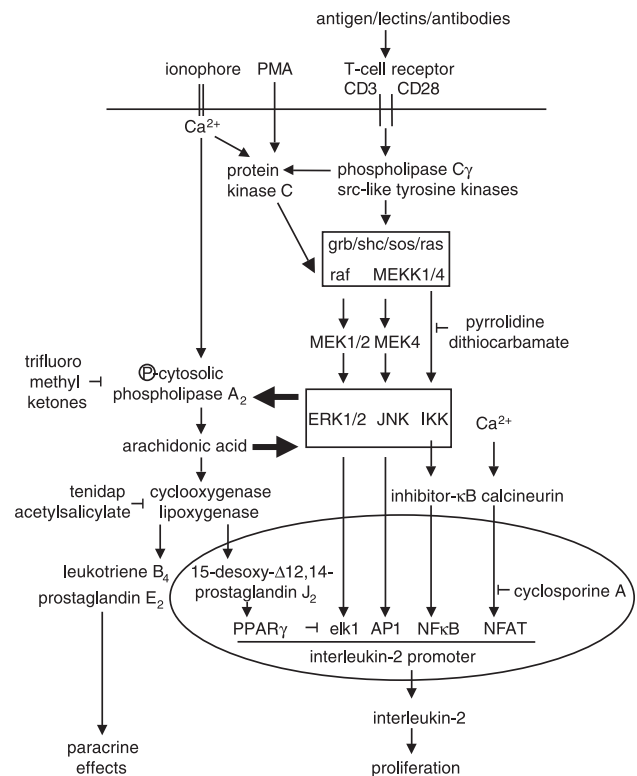 antigen/lectins/antibodies
ionophore PMA T-cell receptor
CD3 CD28
Ca2+
protein
kinase C
phospholipase Cγ
src-like tyrosine kinases
grb/shc/sos/ras
raf MEKK1/4
MEK1/2 MEK4
pyrrolidine
dithiocarbamate
trifluoro
methyl
ketones
P-cytosolic
phospholipase A2
ERK1/2 JNK IKK
Ca2+
arachidonic acid
tenidap
acetylsalicylate
cyclooxygenase
lipoxygenase
inhibitor-κB calcineurin
leukotriene B4
prostaglandin E2
15-desoxy-Δ12,14-
prostaglandin J2
cyclosporine A
PPARγ elk1 AP1 NFκB NFAT
interleukin-2 promoter
interleukin-2
paracrine
effects
proliferation